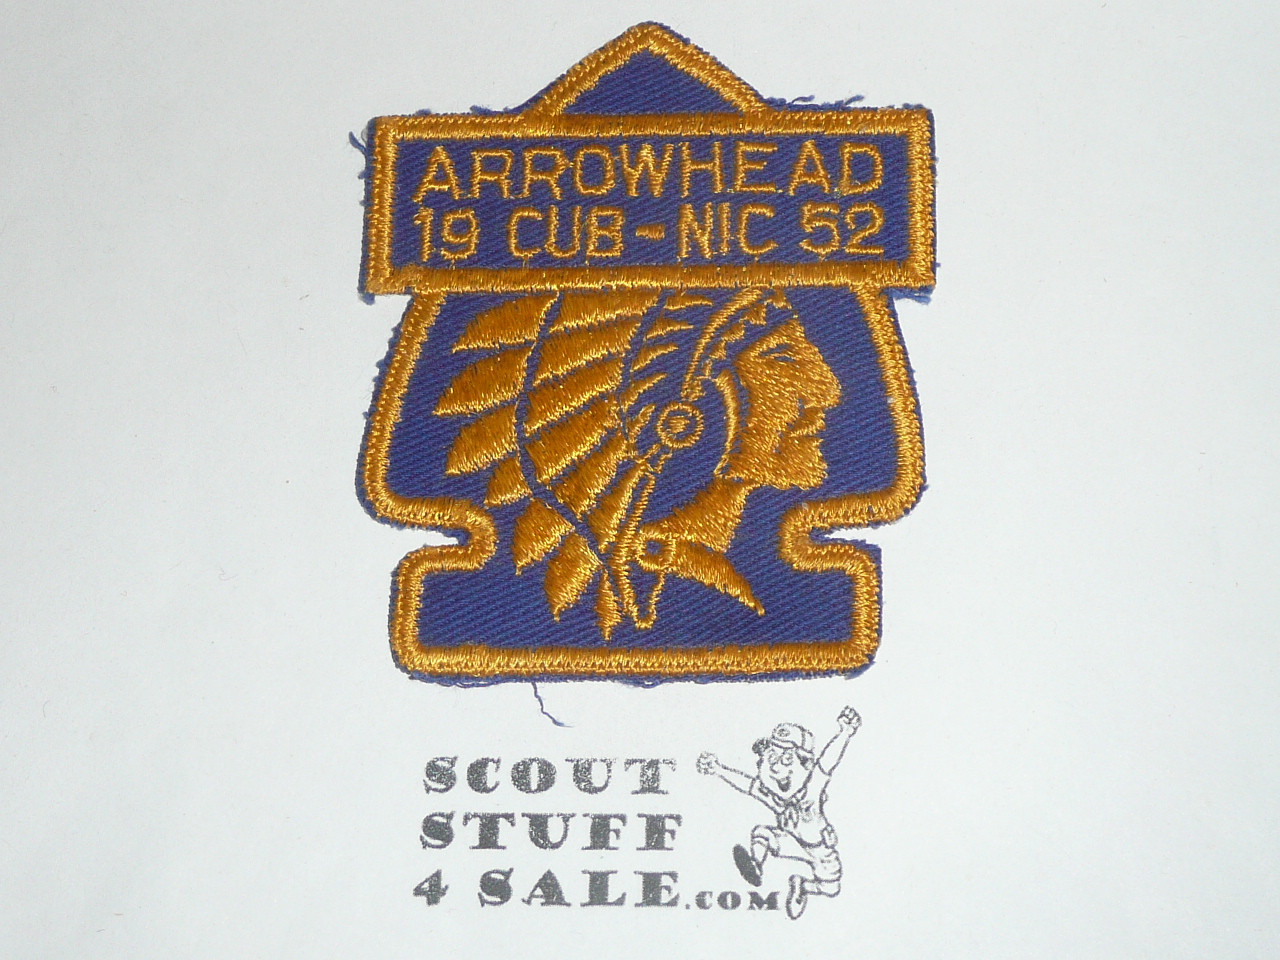 ARROWHEAD
19 CUB-NIC 52
SCOUT
STUFF
4 SALE.COM